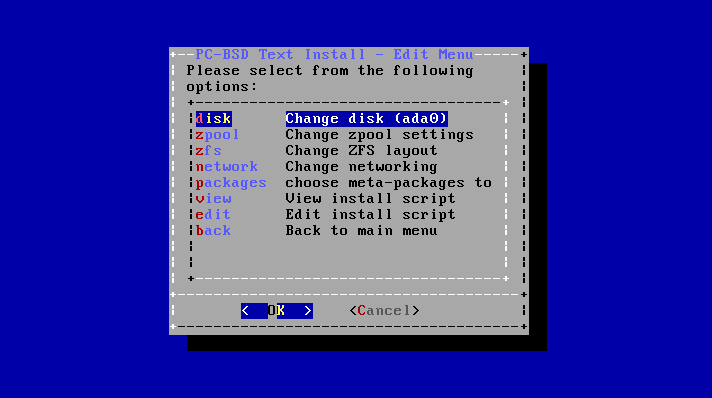 PC-BSD Text Install - Edit Menu
Please select from the following
options:
disk Change disk (ada0)
zpool Change zpool settings
zfs Change ZFS layout
network Change networking
packages choose meta-packages to
view View install script
edit Edit install script
back Back to main menu
< OK > <Cancel>